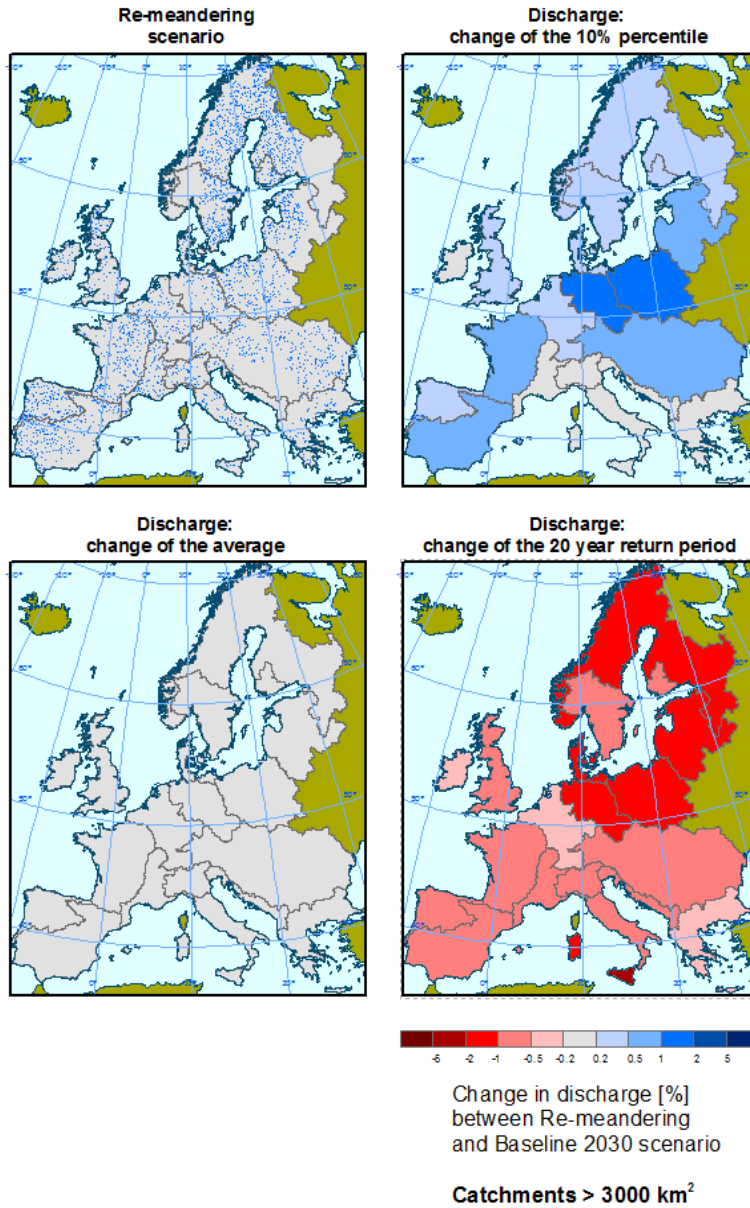 Re-meandering
scenario
Discharge:
change of the 10% percentile
Discharge:
change of the average
Discharge:
change of the 20 year return period
-5 -2 -1 -0.5 -0.2 0.2 0.5 1 2 5
Change in discharge [%]
between Re-meandering
and Baseline 2030 scenario
Catchments > 3000 km²